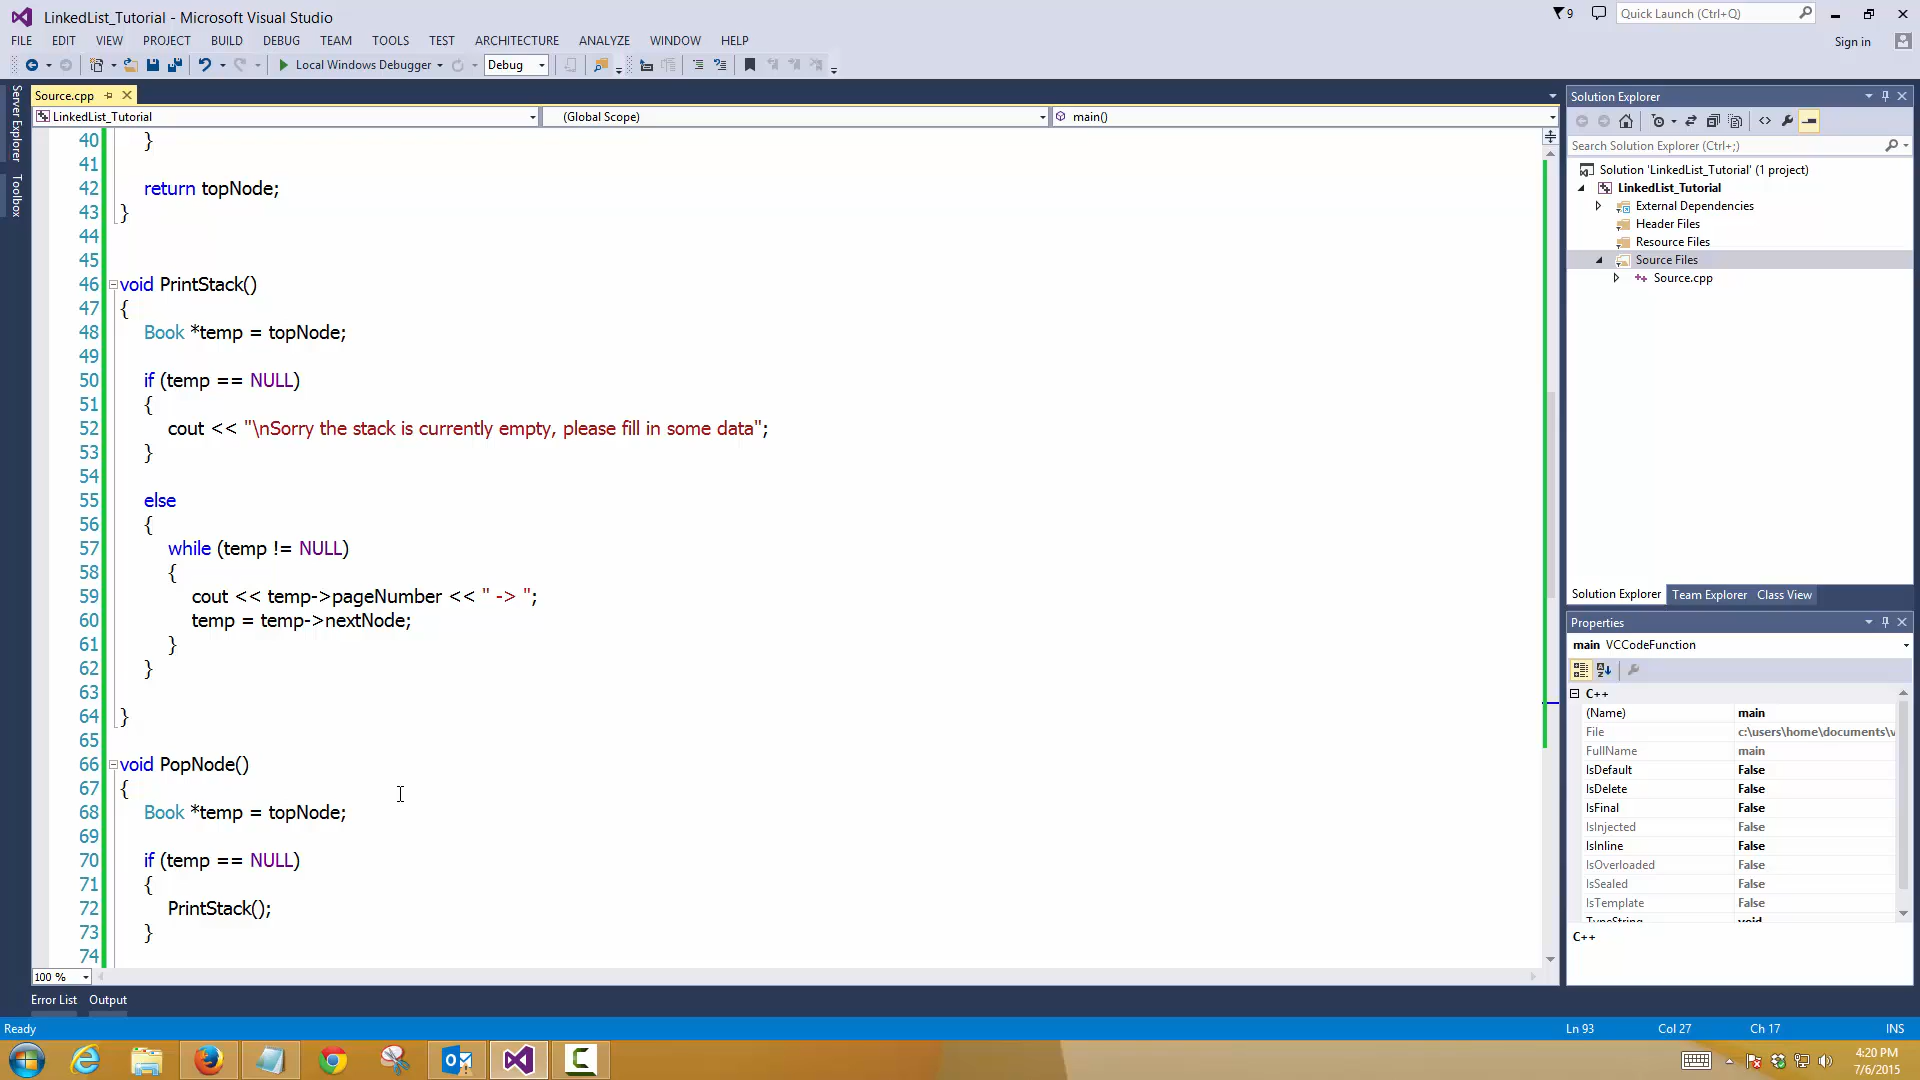 LinkedList_Tutorial - Microsoft Visual Studio
9
Quick Launch (Ctrl+Q)
FILE EDIT VIEW PROJECT BUILD DEBUG TEAM TOOLS TEST ARCHITECTURE ANALYZE WINDOW HELP
Sign in
Local Windows Debugger
Debug
Server Explorer
Toolbox
Source.cpp
LinkedList_Tutorial
(Global Scope)
main()
40 }
41
42 return topNode;
43 }
44
45
46 void PrintStack()
47 {
48 Book *temp = topNode;
49
50 if (temp == NULL)
51 {
52 cout << "\nSorry the stack is currently empty, please fill in some data";
53 }
54
55 else
56 {
57 while (temp != NULL)
58 {
59 cout << temp->pageNumber << " -> ";
60 temp = temp->nextNode;
61 }
62 }
63
64 }
65
66 void PopNode()
67 {
68 Book *temp = topNode;
69
70 if (temp == NULL)
71 {
72 PrintStack();
73 }
74
100 %
Error List Output
Solution Explorer
Search Solution Explorer (Ctrl+;)
Solution 'LinkedList_Tutorial' (1 project)
LinkedList_Tutorial
External Dependencies
Header Files
Resource Files
Source Files
Source.cpp
Solution Explorer Team Explorer Class View
Properties
main VCCodeFunction
C++
(Name) main
File c:\users\home\documents\v
FullName main
IsDefault False
IsDelete False
IsFinal False
IsInjected False
IsInline False
IsOverloaded False
IsSealed False
IsTemplate False
TypeString void
C++
Ready
Ln 93 Col 27 Ch 17 INS
4:20 PM
7/6/2015